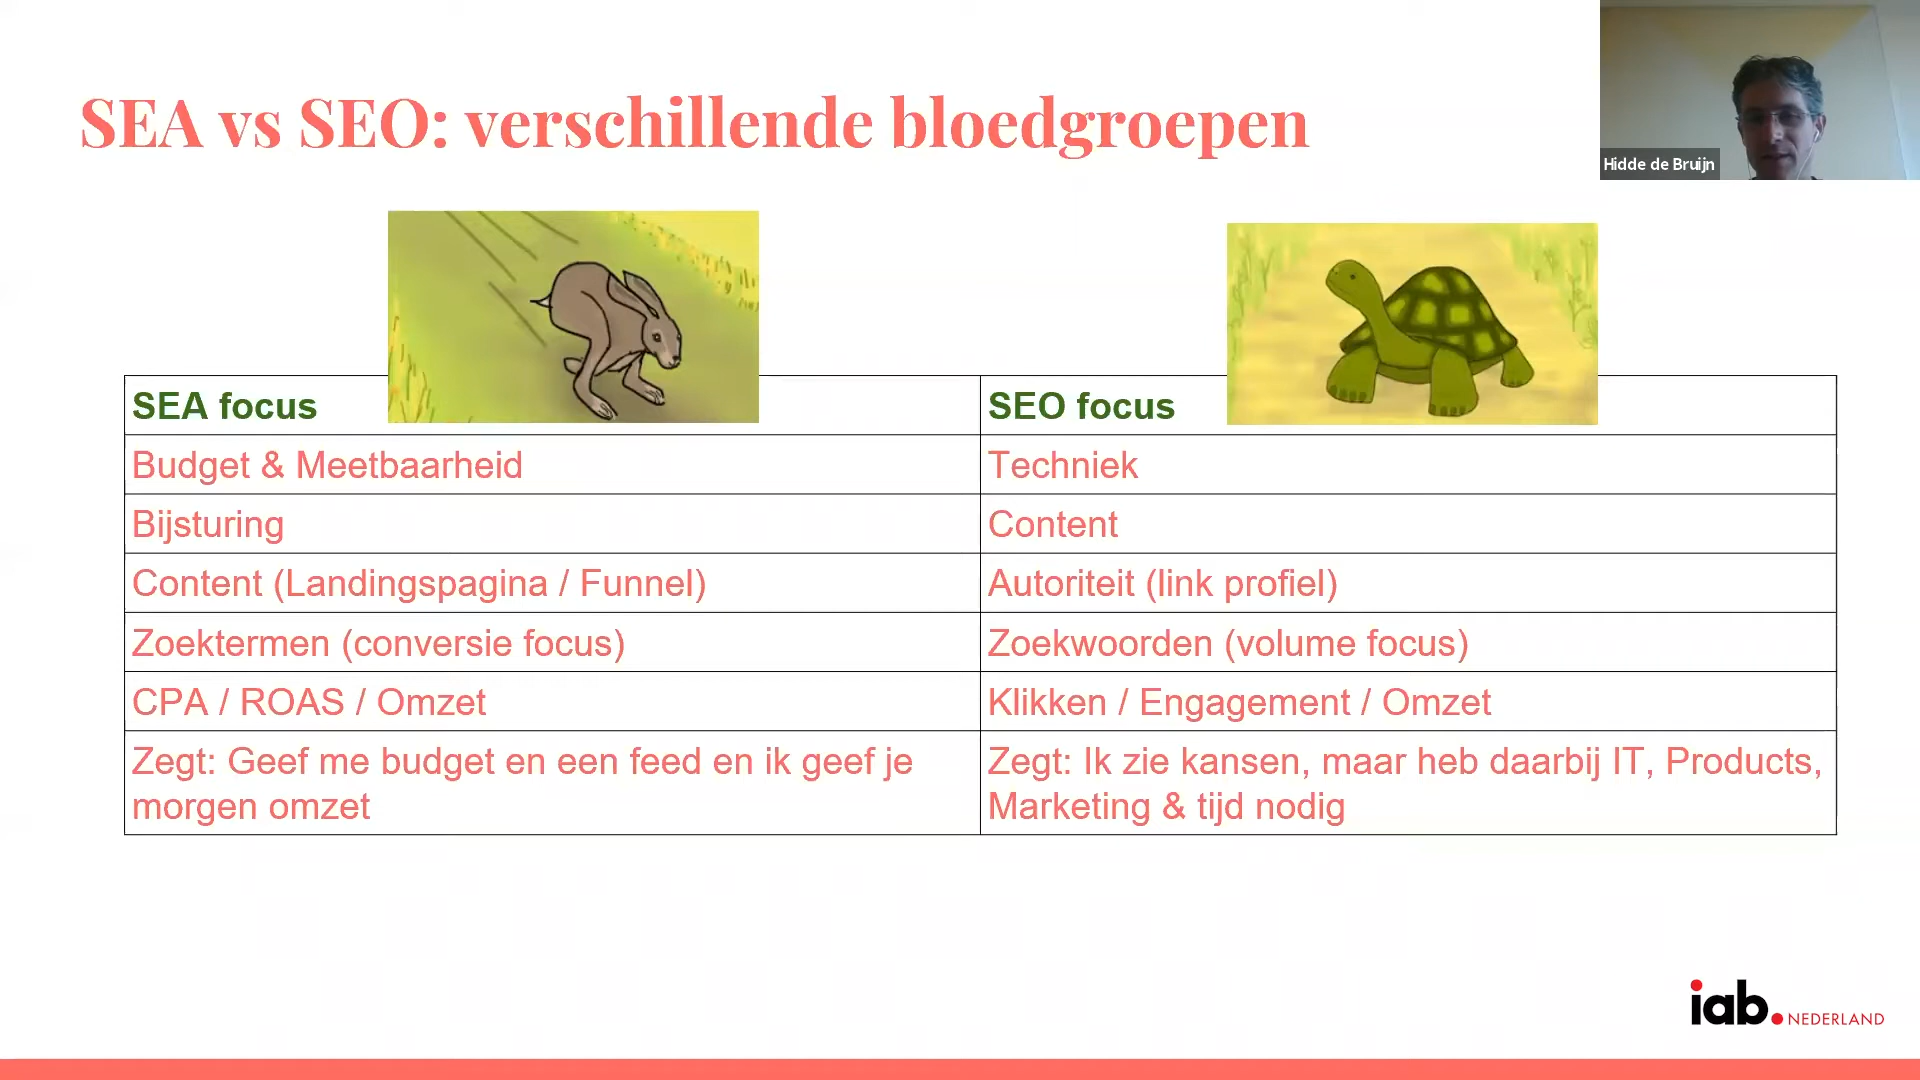 SEA vs SEO: verschillende bloedgroepen
Hidde de Bruijn
SEA focus
SEO focus
Budget & Meetbaarheid
Techniek
Bijsturing
Content
Content (Landingspagina / Funnel)
Autoriteit (link profiel)
Zoektermen (conversie focus)
Zoekwoorden (volume focus)
CPA / ROAS / Omzet
Klikken / Engagement / Omzet
Zegt: Geef me budget en een feed en ik geef je
morgen omzet
Zegt: Ik zie kansen, maar heb daarbij IT, Products,
Marketing & tijd nodig
iab. NEDERLAND